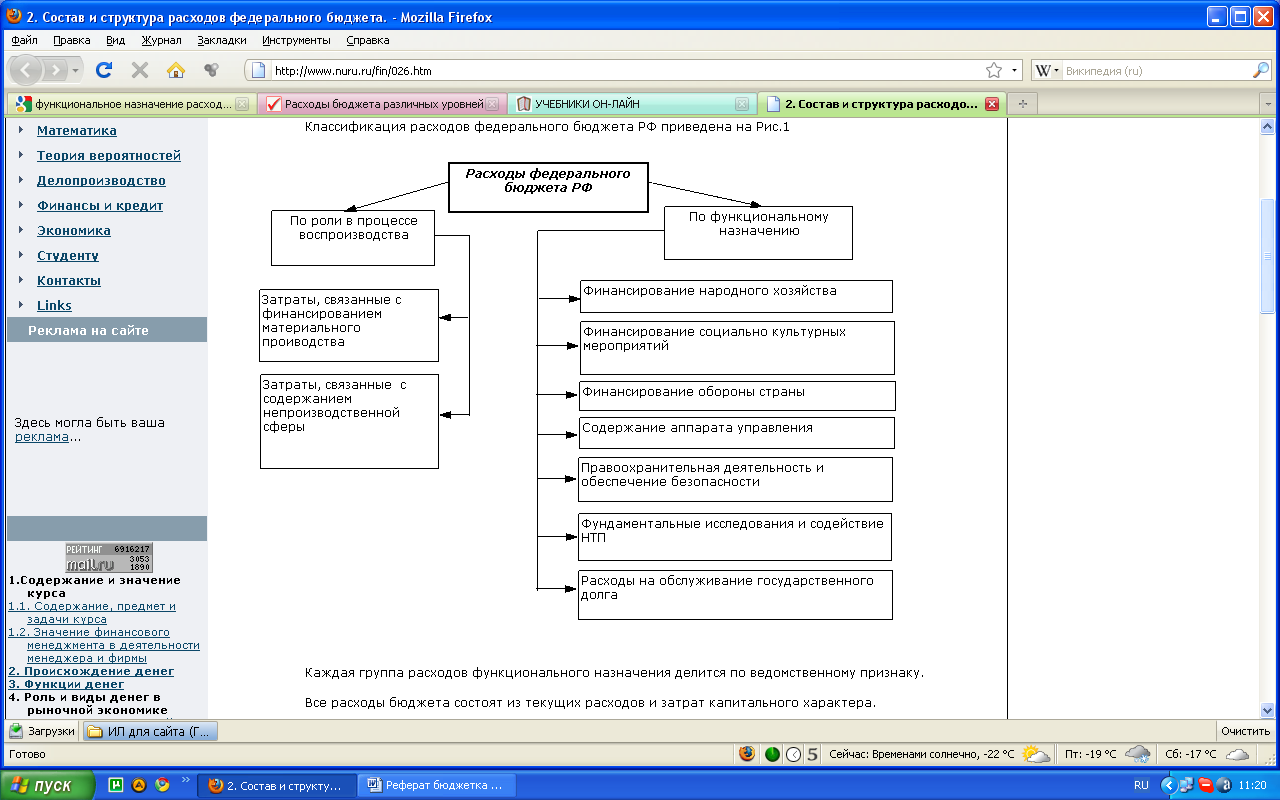 2. Состав и структура расходов федерального бюджета. - Mozilla Firefox
Файл Правка Вид Журнал Закладки Инструменты Справка
http://www.nuru.ru/fin/026.htm
W Википедия (ru)
функциональное назначение расход...
Расходы бюджета различных уровней
УЧЕБНИКИ ОН-ЛАЙН
2. Состав и структура расходо...
Математика
Теория вероятностей
Делопроизводство
Финансы и кредит
Экономика
Студенту
Контакты
Links
Реклама на сайте
Здесь могла быть ваша
реклама...
РЕЙТИНГ 6916217
mail.ru 3053
1890
1.Содержание и значение
курса
1.1. Содержание, предмет и
задачи курса
1.2. Значение финансового
менеджмента в деятельности
менеджера и фирмы
2. Происхождение денег
3. Функции денег
4. Роль и виды денег в
рыночной экономике
Классификация расходов федерального бюджета РФ приведена на Рис.1
Расходы федерального
бюджета РФ
По роли в процессе
воспроизводства
Затраты, связанные с
финансированием
материального
проиводства
Затраты, связанные с
содержанием
непроизводственной
сферы
По функциональному
назначению
Финансирование народного хозяйства
Финансирование социально культурных
мероприятий
Финансирование обороны страны
Содержание аппарата управления
Правоохранительная деятельность и
обеспечение безопасности
Фундаментальные исследования и содействие
НТП
Расходы на обслуживание государственного
долга
Каждая группа расходов функционального назначения делится по ведомственному признаку.
Все расходы бюджета состоят из текущих расходов и затрат капитального характера.
Загрузки
ИЛ для сайта (Г...
Очистить
Готово
5 Сейчас: Временами солнечно, -22 °C
Пт: -19 °C
Сб: -17 °C
пуск
2. Состав и структу...
Реферат бюджетка ...
RU
11:20